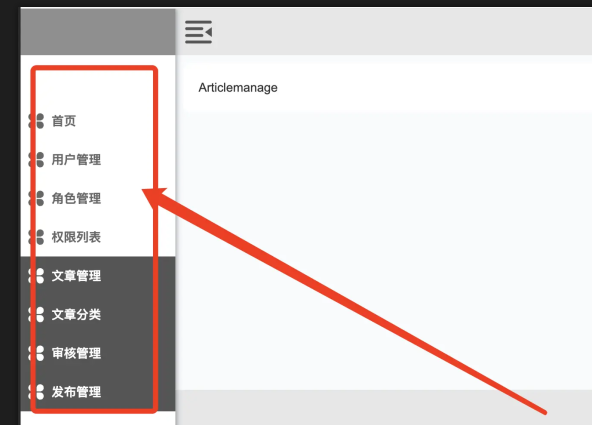 Articlemanage
首页
用户管理
角色管理
权限列表
文章管理
文章分类
审核管理
发布管理